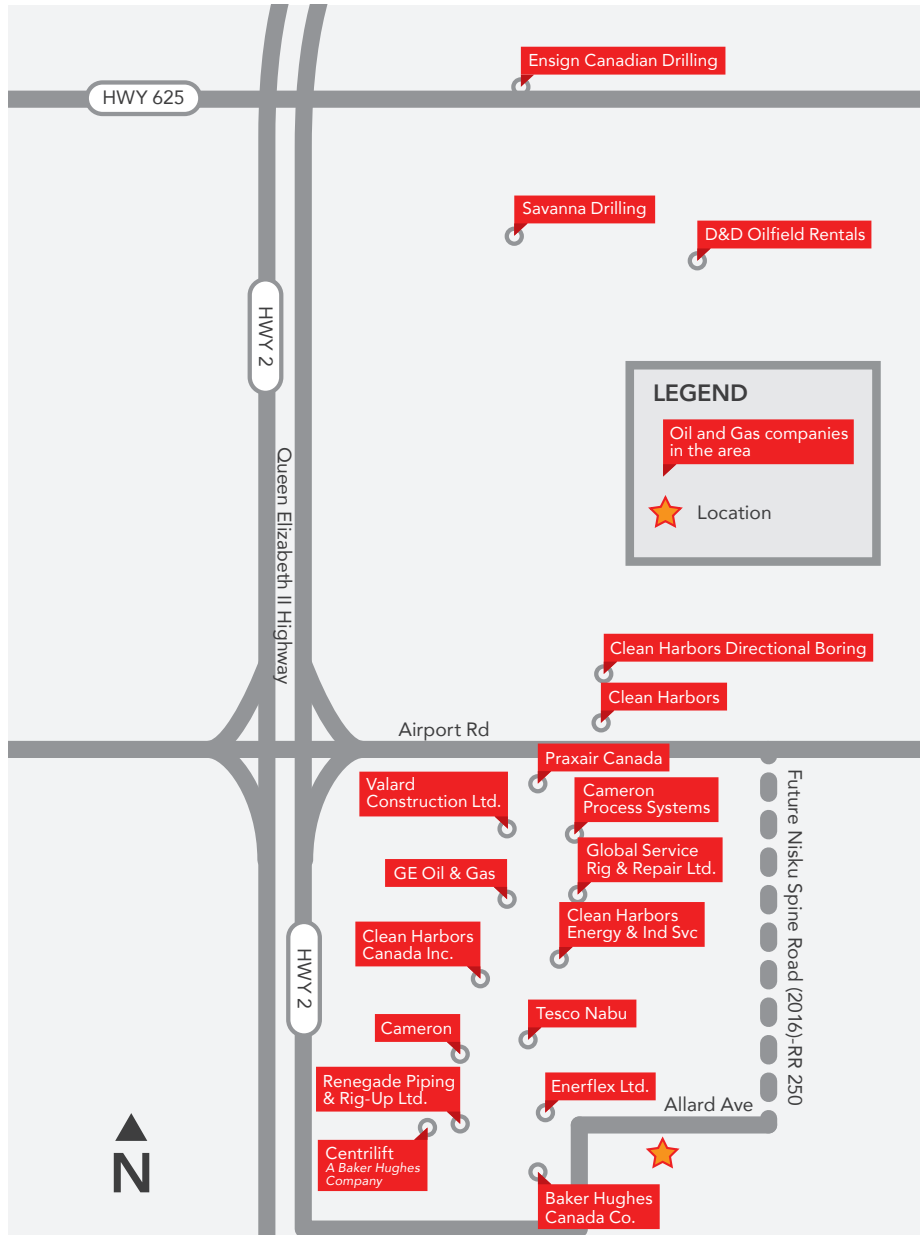 Ensign Canadian Drilling
HWY 625
Savanna Drilling
D&D Oilfield Rentals
HWY 2
LEGEND
Oil and Gas companies
in the area
Location
Queen Elizabeth II Highway
Clean Harbors Directional Boring
Clean Harbors
Airport Rd
Praxair Canada
Valard
Construction Ltd.
Cameron
Process Systems
Global Service
Rig & Repair Ltd.
GE Oil & Gas
Clean Harbors
Energy & Ind Svc
Clean Harbors
Canada Inc.
HWY 2
Future Nisku Spine Road (2016)-RR 250
Tesco Nabu
Cameron
Renegade Piping
& Rig-Up Ltd.
Enerflex Ltd.
Allard Ave
Centrilift
A Baker Hughes
Company
Baker Hughes
Canada Co.
N